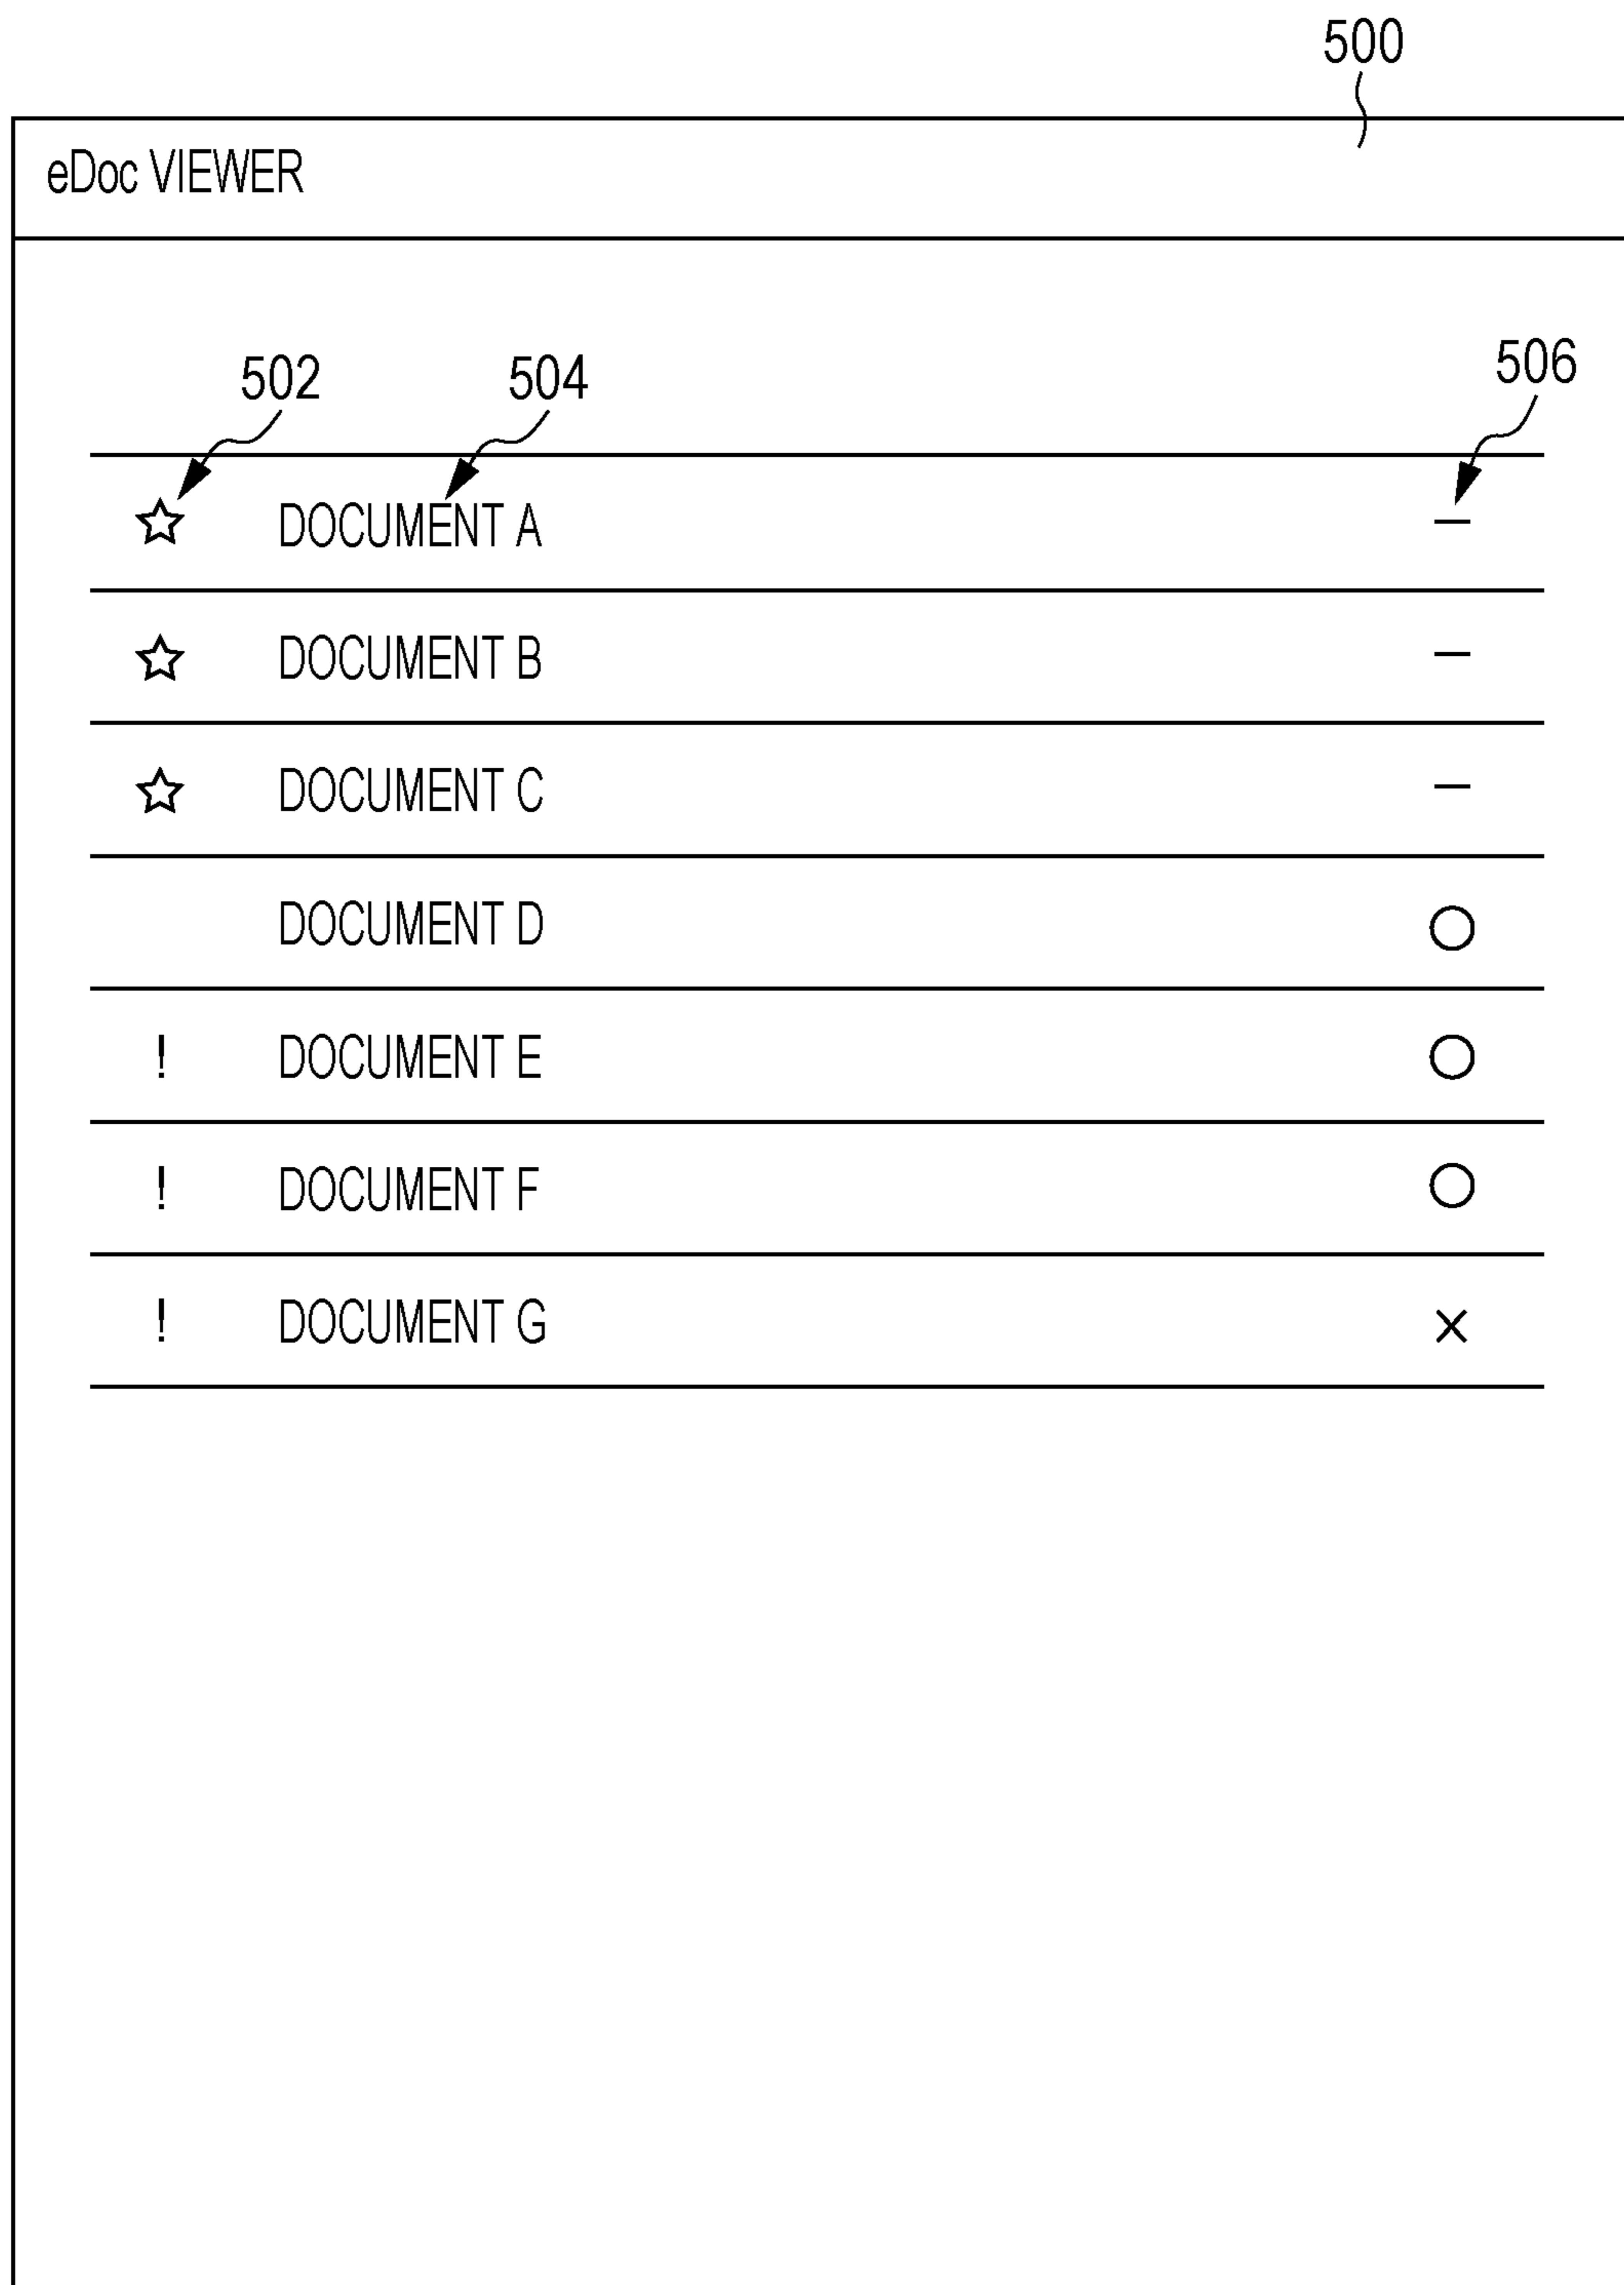 500
eDoc VIEWER
502 504 506
☆ DOCUMENT A —
☆ DOCUMENT B —
☆ DOCUMENT C —
DOCUMENT D ○
! DOCUMENT E ○
! DOCUMENT F ○
! DOCUMENT G ×